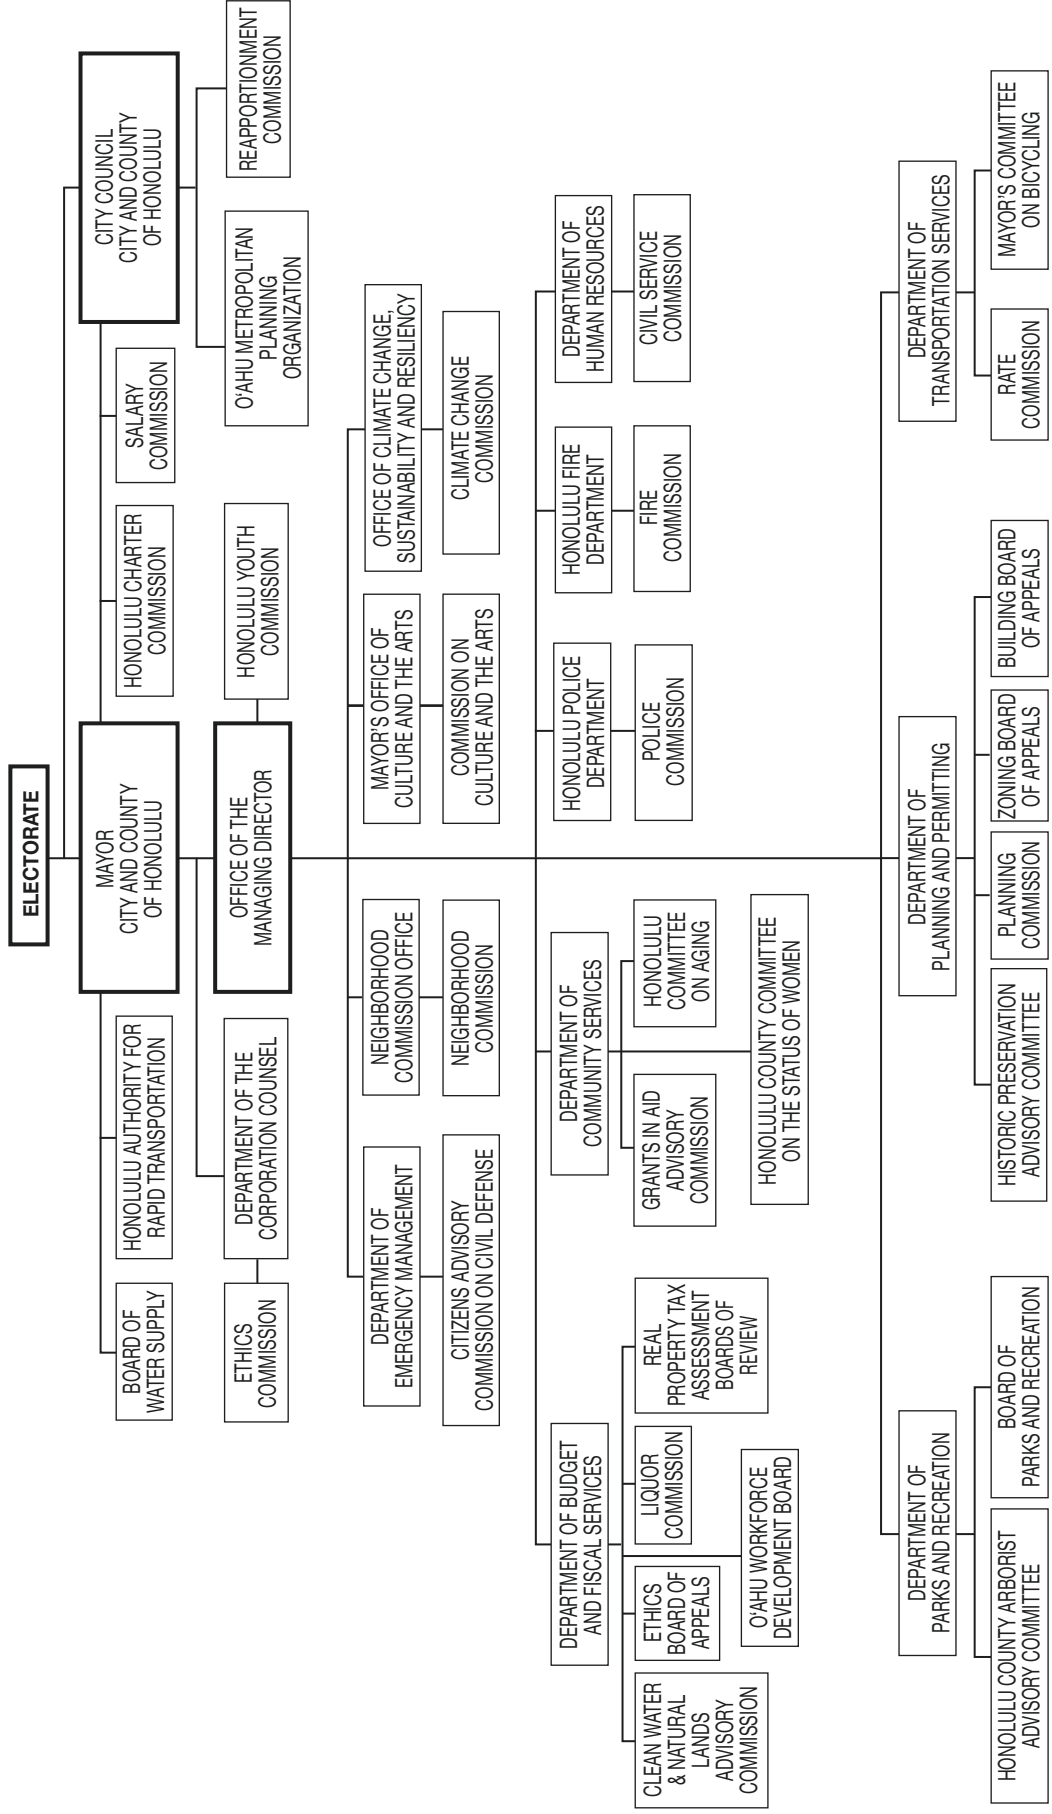 ELECTORATE
MAYOR
CITY AND COUNTY
OF HONOLULU
CITY COUNCIL
CITY AND COUNTY
OF HONOLULU
BOARD OF
WATER SUPPLY
HONOLULU AUTHORITY FOR
RAPID TRANSPORTATION
HONOLULU CHARTER
COMMISSION
SALARY
COMMISSION
ETHICS
COMMISSION
DEPARTMENT OF THE
CORPORATION COUNSEL
OFFICE OF THE
MANAGING DIRECTOR
HONOLULU YOUTH
COMMISSION
OʻAHU METROPOLITAN
PLANNING
ORGANIZATION
REAPPORTIONMENT
COMMISSION
DEPARTMENT OF
EMERGENCY MANAGEMENT
NEIGHBORHOOD
COMMISSION OFFICE
MAYOR'S OFFICE OF
CULTURE AND THE ARTS
OFFICE OF CLIMATE CHANGE,
SUSTAINABILITY AND RESILIENCY
CITIZENS ADVISORY
COMMISSION ON CIVIL DEFENSE
NEIGHBORHOOD
COMMISSION
COMMISSION ON
CULTURE AND THE ARTS
CLIMATE CHANGE
COMMISSION
DEPARTMENT OF BUDGET
AND FISCAL SERVICES
DEPARTMENT OF
COMMUNITY SERVICES
HONOLULU POLICE
DEPARTMENT
HONOLULU FIRE
DEPARTMENT
DEPARTMENT OF
HUMAN RESOURCES
CLEAN WATER
& NATURAL
LANDS
ADVISORY
COMMISSION
ETHICS
BOARD OF
APPEALS
LIQUOR
COMMISSION
REAL
PROPERTY TAX
ASSESSMENT
BOARDS OF
REVIEW
GRANTS IN AID
ADVISORY
COMMISSION
HONOLULU
COMMITTEE
ON AGING
POLICE
COMMISSION
FIRE
COMMISSION
CIVIL SERVICE
COMMISSION
OʻAHU WORKFORCE
DEVELOPMENT BOARD
HONOLULU COUNTY COMMITTEE
ON THE STATUS OF WOMEN
DEPARTMENT OF
PARKS AND RECREATION
DEPARTMENT OF
PLANNING AND PERMITTING
DEPARTMENT OF
TRANSPORTATION SERVICES
HONOLULU COUNTY ARBORIST
ADVISORY COMMITTEE
BOARD OF
PARKS AND RECREATION
HISTORIC PRESERVATION
ADVISORY COMMITTEE
PLANNING
COMMISSION
ZONING BOARD
OF APPEALS
BUILDING BOARD
OF APPEALS
RATE
COMMISSION
MAYOR'S COMMITTEE
ON BICYCLING